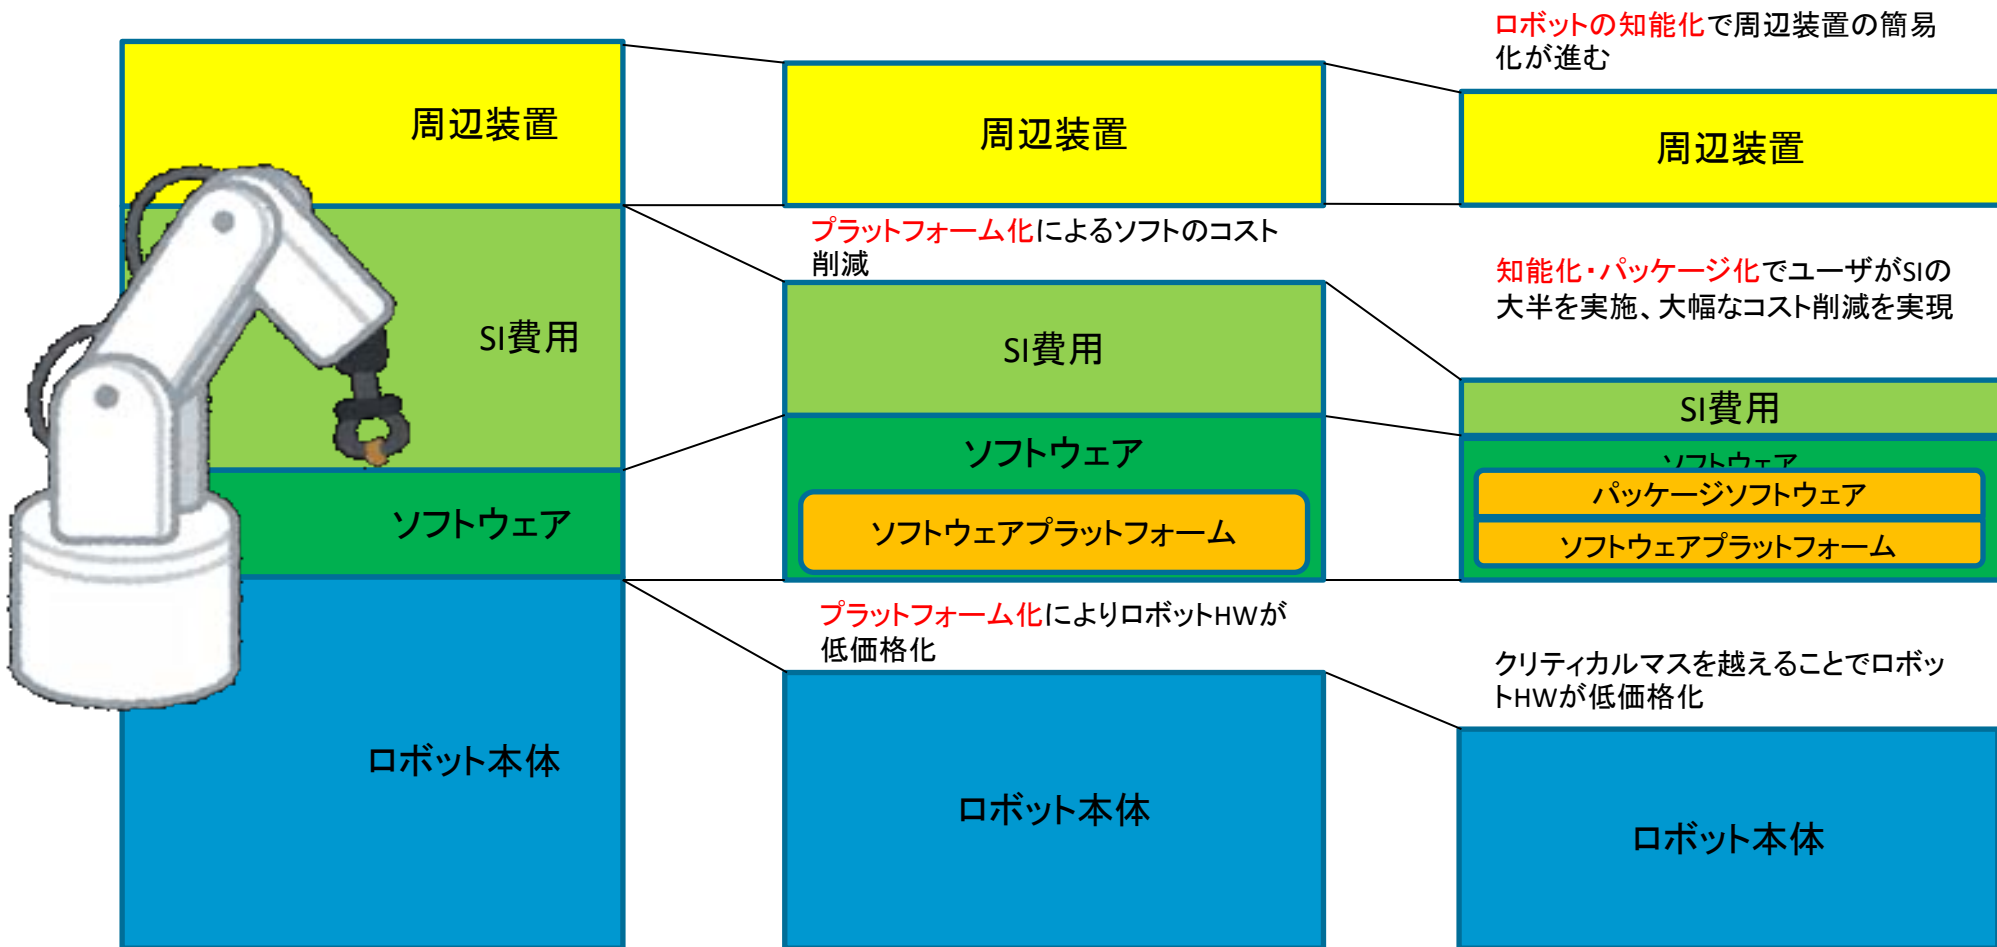 周辺装置
SI費用
ソフトウェア
ロボット本体
周辺装置
プラットフォーム化によるソフトのコスト
削減
SI費用
ソフトウェア
ソフトウェアプラットフォーム
プラットフォーム化によりロボットHWが
低価格化
ロボット本体
ロボットの知能化で周辺装置の簡易
化が進む
周辺装置
知能化・パッケージ化でユーザがSIの
大半を実施、大幅なコスト削減を実現
SI費用
ソフトウェア
パッケージソフトウェア
ソフトウェアプラットフォーム
クリティカルマスを越えることでロボッ
トHWが低価格化
ロボット本体